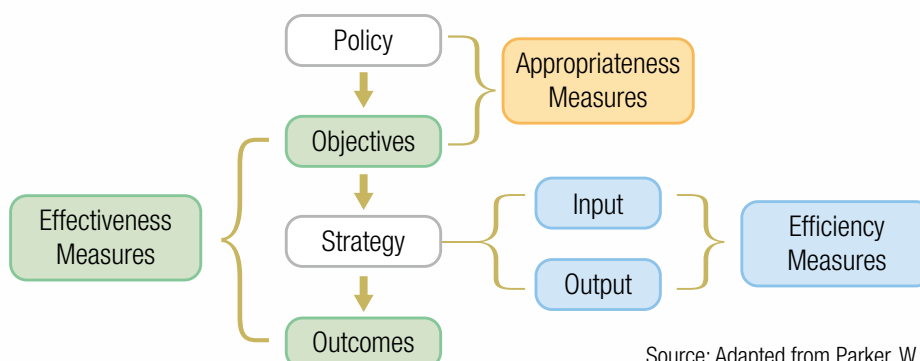 Policy
Appropriateness
Measures
Objectives
Effectiveness
Measures
Strategy
Input
Output
Efficiency
Measures
Outcomes
Source: Adapted from Parker, W